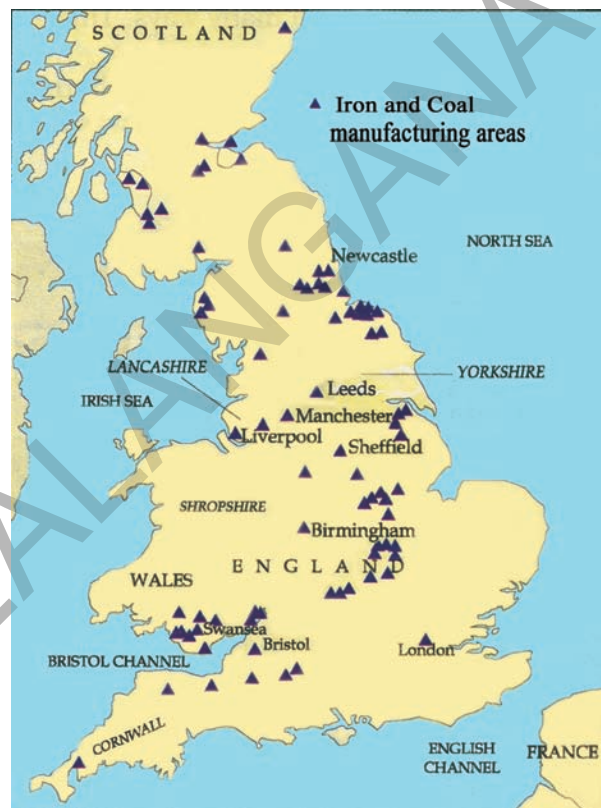 SCOTLAND
▲ Iron and Coal
manufacturing areas
NORTH SEA
Newcastle
LANCASHIRE
YORKSHIRE
IRISH SEA
Leeds
Manchester
Liverpool
Sheffield
SHROPSHIRE
Birmingham
ENGLAND
WALES
Swansea
Bristol
London
BRISTOL CHANNEL
CORNWALL
ENGLISH
CHANNEL
FRANCE